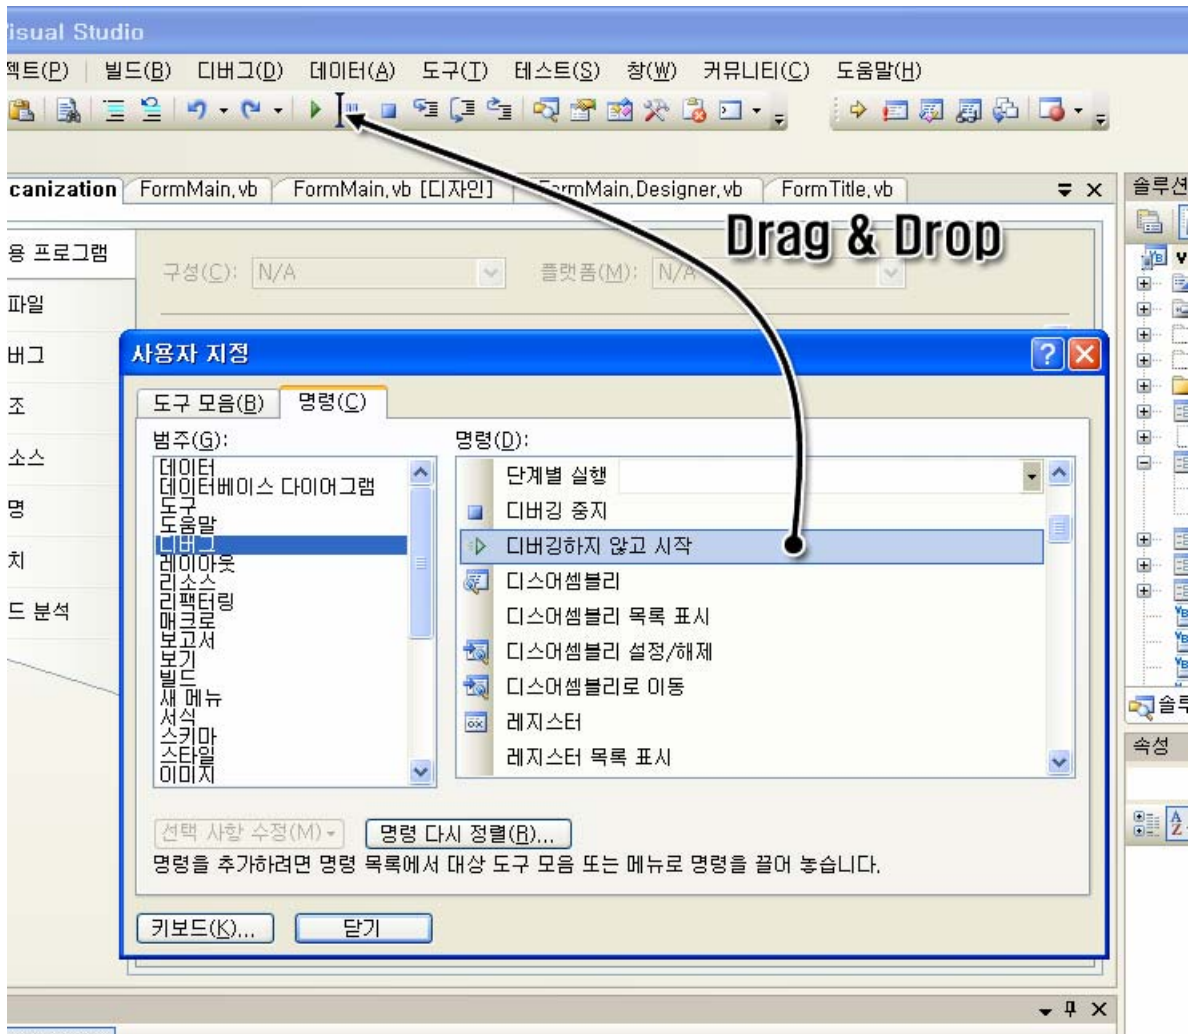 Visual Studio
젝트(P) 빌드(B) 디버그(D) 데이터(A) 도구(T) 테스트(S) 창(W) 커뮤니티(C) 도움말(H)
canization FormMain.vb FormMain.vb [디자인] FormMain.Designer.vb FormTitle.vb
솔루션
Drag & Drop
용 프로그램
구성(C): N/A 플랫폼(M): N/A
파일
버그
조
소스
명
치
드 분석
사용자 지정
도구 모음(B) 명령(C)
범주(G):
데이터
데이터베이스 다이어그램
도구
도움말
디버그
레이아웃
리소스
리팩터링
매크로
보고서
보기
빌드
새 메뉴
서식
스키마
스타일
이미지
명령(D):
단계별 실행
디버깅 중지
디버깅하지 않고 시작
디스어셈블리
디스어셈블리 목록 표시
디스어셈블리 설정/해제
디스어셈블리로 이동
레지스터
레지스터 목록 표시
선택 사항 수정(M)
명령 다시 정렬(R)...
명령을 추가하려면 명령 목록에서 대상 도구 모음 또는 메뉴로 명령을 끌어 놓습니다.
키보드(K)... 닫기
솔루
속성